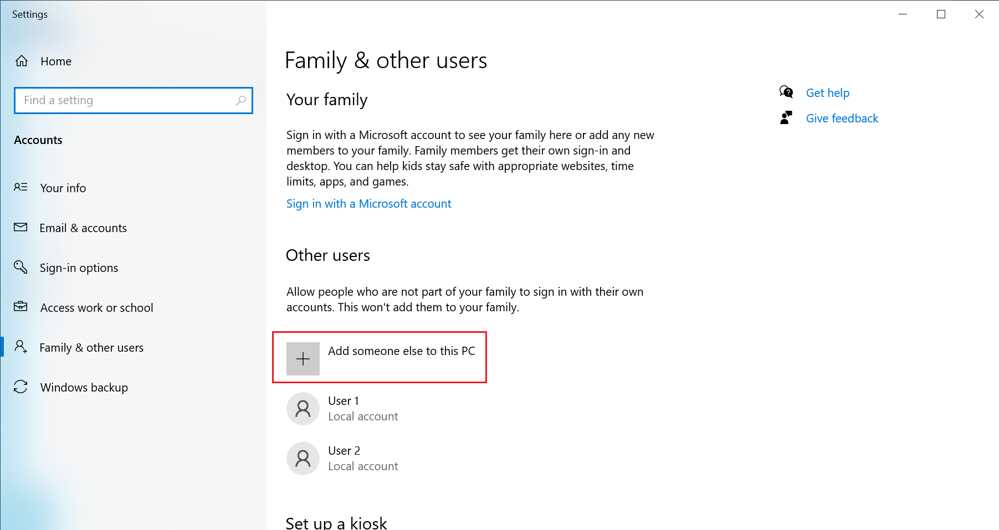 Settings
Home
Find a setting
Accounts
Your info
Email & accounts
Sign-in options
Access work or school
Family & other users
Windows backup
Family & other users
Your family
Sign in with a Microsoft account to see your family here or add any new
members to your family. Family members get their own sign-in and
desktop. You can help kids stay safe with appropriate websites, time
limits, apps, and games.
Sign in with a Microsoft account
Other users
Allow people who are not part of your family to sign in with their own
accounts. This won't add them to your family.
Add someone else to this PC
User 1
Local account
User 2
Local account
Set up a kiosk
Get help
Give feedback